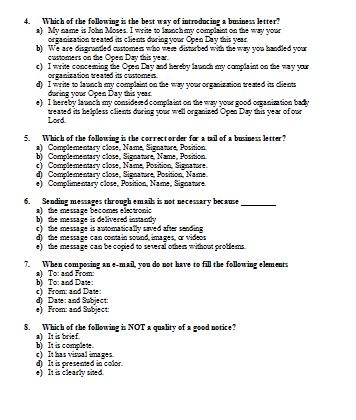 4. Which of the following is the best way of introducing a business letter?
a) My name is John Moses. I write to launch my complaint on the way your
organization treated its clients during your Open Day this year.
b) We are disgruntled customers who were disturbed with the way you handled your
customers on the Open Day this year.
c) I write concerning the Open Day and hereby launch my complaint on the way your
organization treated its customers.
d) I write to launch my complaint on the way your organization treated its clients
during your Open Day this year.
e) I hereby launch my considered complaint on the way your good organization badly
treated its helpless clients during your well organized Open Day this year of our
Lord.
5. Which of the following is the correct order for a tail of a business letter?
a) Complementary close, Name, Signature, Position.
b) Complementary close, Signature, Name, Position.
c) Complementary close, Name, Position, Signature.
d) Complementary close, Signature, Position, Name.
e) Complimentary close, Position, Name, Signature.
6. Sending messages through emails is not necessary because ________
a) the message becomes electronic
b) the message is delivered instantly
c) the message is automatically saved after sending
d) the message can contain sound, images, or videos
e) the message can be copied to several others without problems.
7. When composing an e-mail, you do not have to fill the following elements
a) To: and From:
b) To: and Date:
c) From: and Date:
d) Date: and Subject:
e) From: and Subject:
8. Which of the following is NOT a quality of a good notice?
a) It is brief.
b) It is complete.
c) It has visual images.
d) It is presented in color.
e) It is clearly sited.